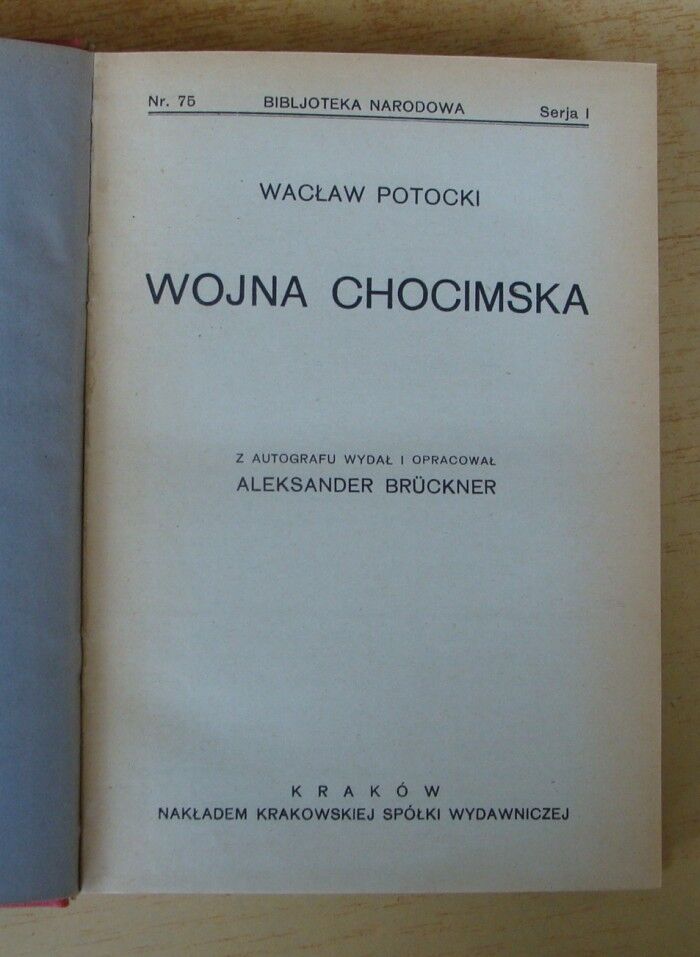 Nr. 75 BIBLJOTEKA NARODOWA Serja I
WACŁAW POTOCKI
WOJNA CHOCIMSKA
Z AUTOGRAFU WYDAŁ I OPRACOWAŁ
ALEKSANDER BRÜCKNER
KRAKÓW
NAKŁADEM KRAKOWSKIEJ SPÓŁKI WYDAWNICZEJ